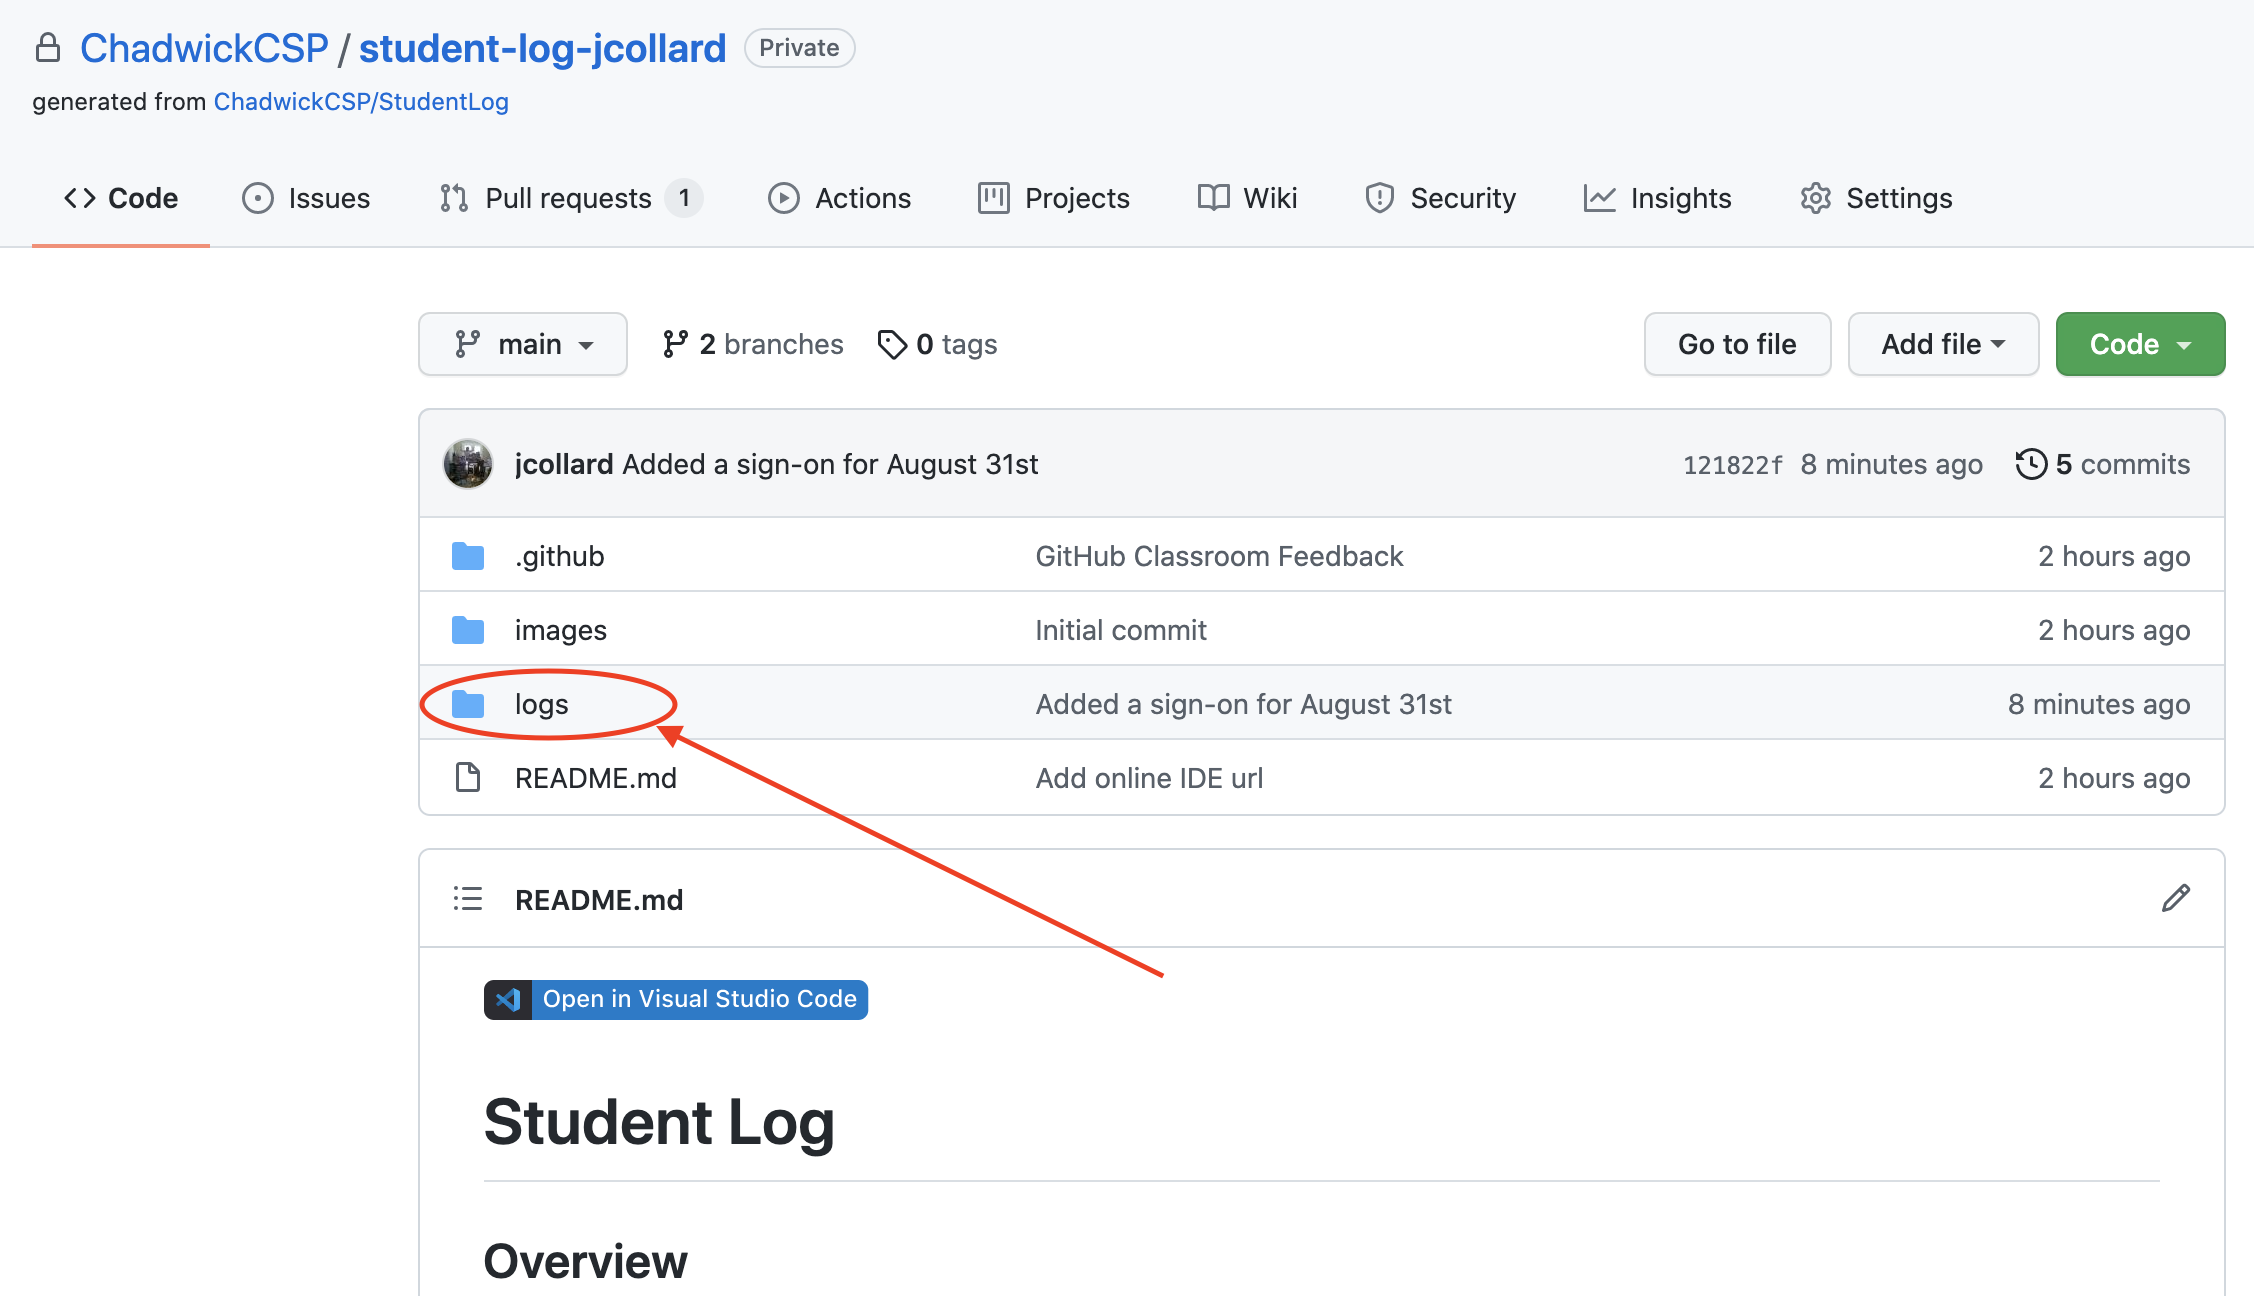 ChadwickCSP / student-log-jcollard Private
generated from ChadwickCSP/StudentLog
Code Issues Pull requests 1 Actions Projects Wiki Security Insights Settings
main 2 branches 0 tags Go to file Add file Code
jcollard Added a sign-on for August 31st 121822f 8 minutes ago 5 commits
.github GitHub Classroom Feedback 2 hours ago
images Initial commit 2 hours ago
logs Added a sign-on for August 31st 8 minutes ago
README.md Add online IDE url 2 hours ago
README.md
Open in Visual Studio Code
Student Log
Overview